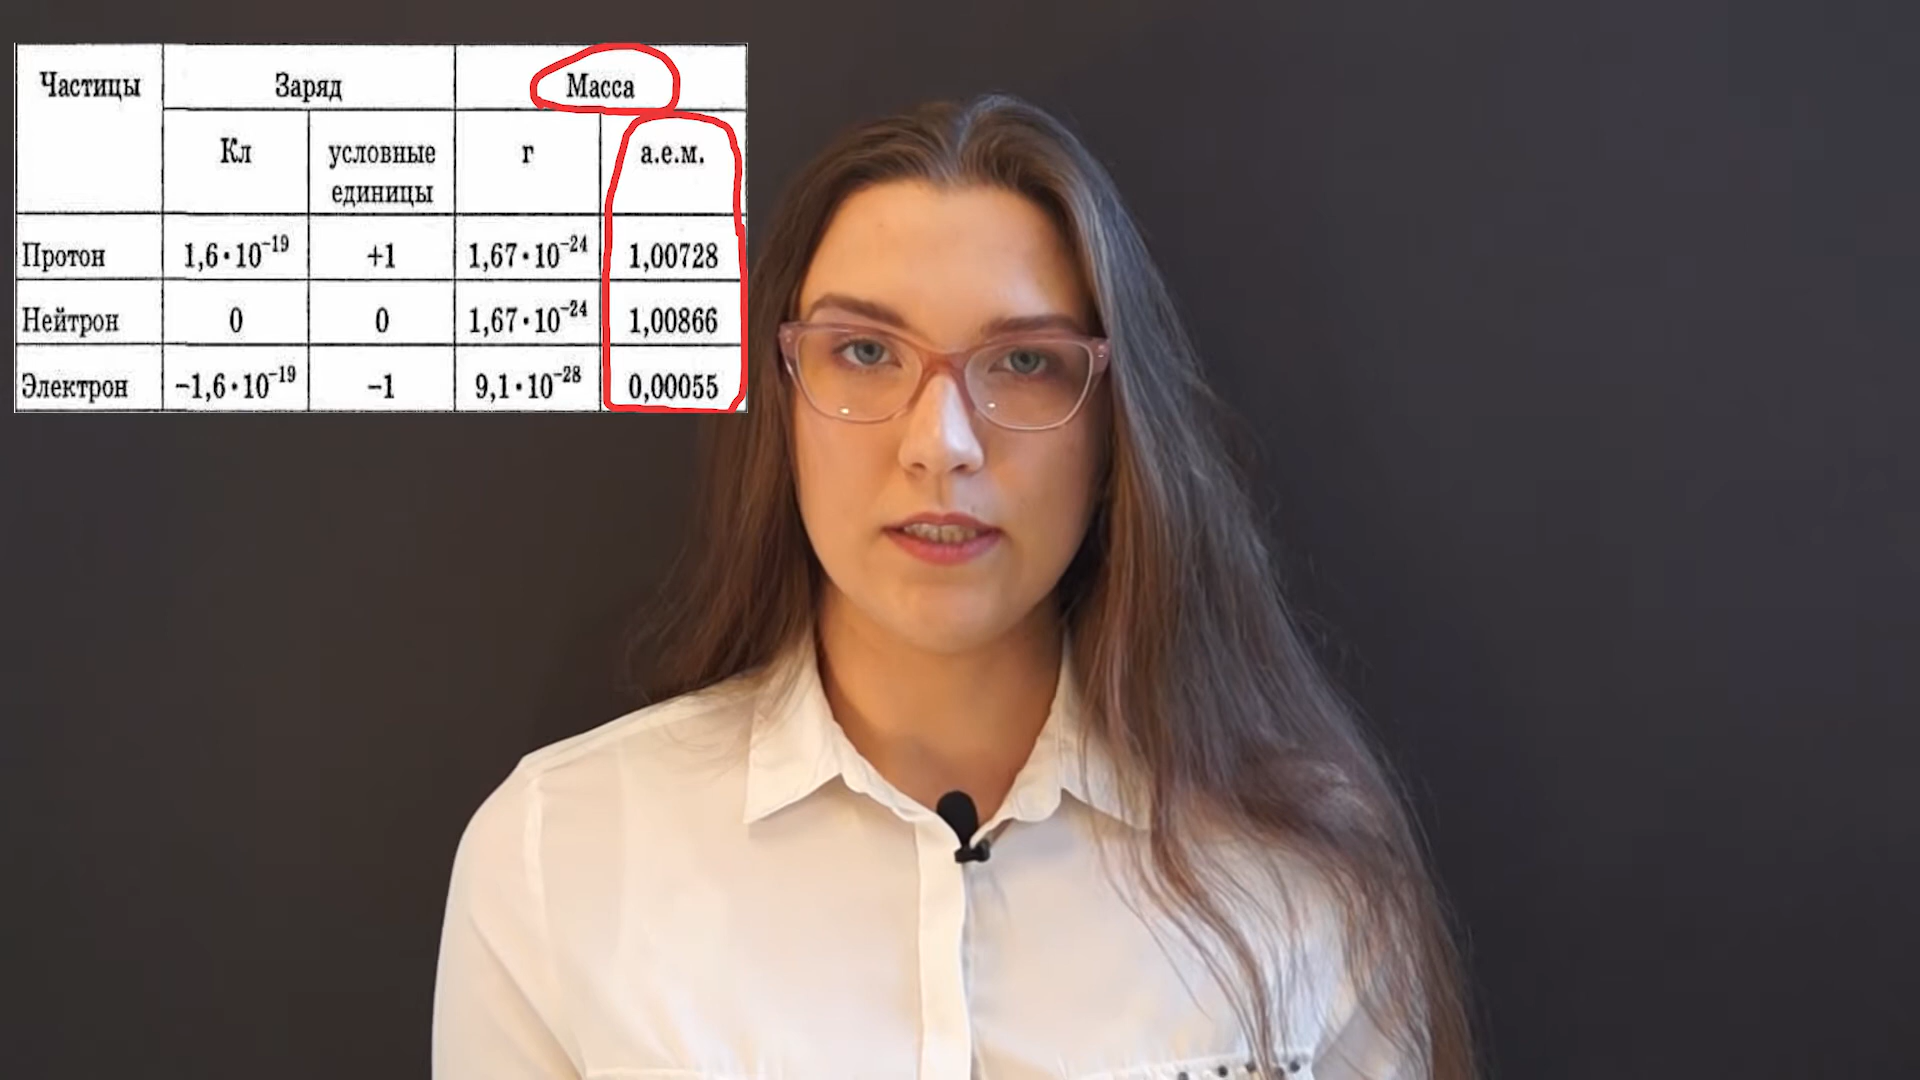 Частицы Заряд Масса
Кл условные единицы г а.е.м.
Протон 1,6·10⁻¹⁹ +1 1,67·10⁻²⁴ 1,00728
Нейтрон 0 0 1,67·10⁻²⁴ 1,00866
Электрон –1,6·10⁻¹⁹ –1 9,1·10⁻²⁸ 0,00055